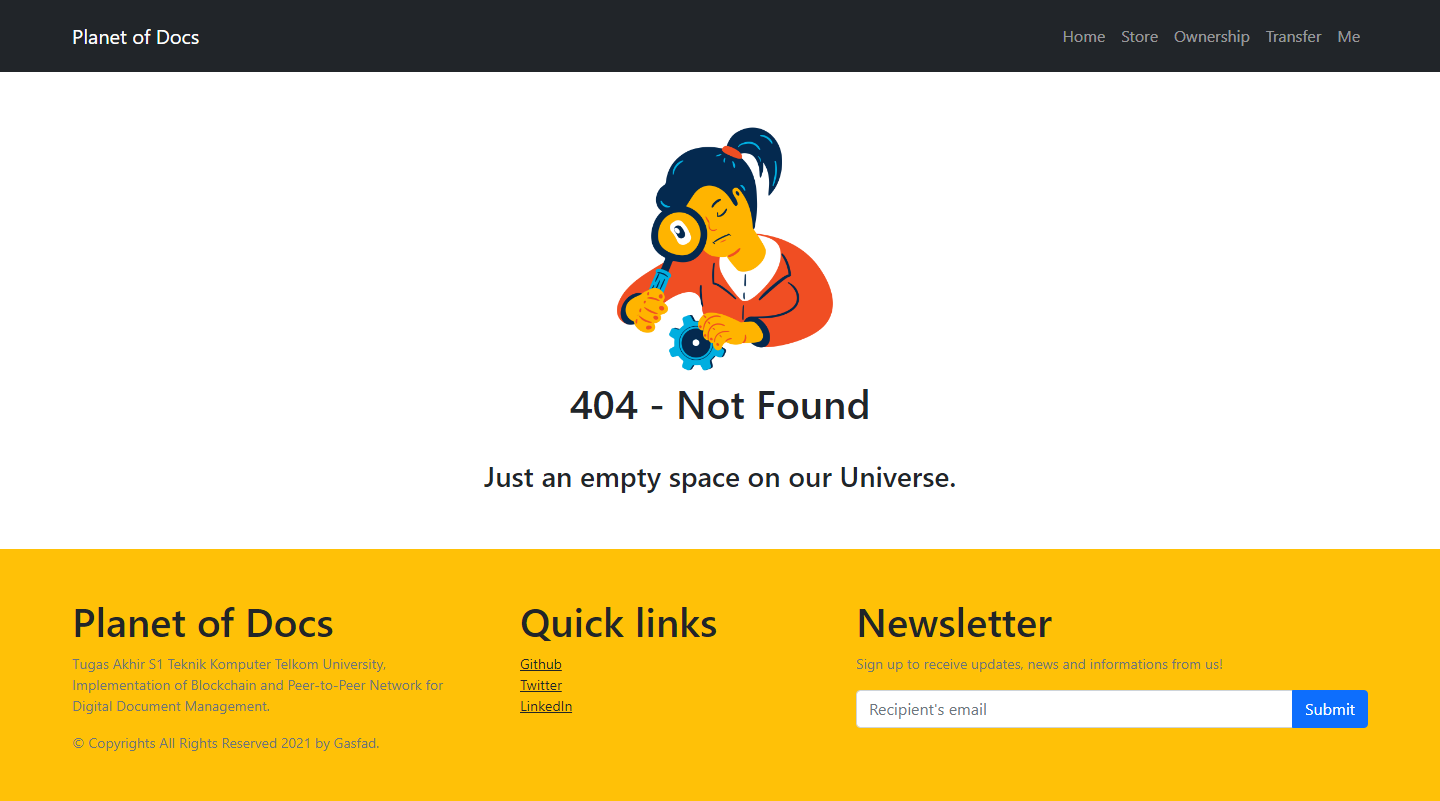 Planet of Docs
Home Store Ownership Transfer Me
404 - Not Found
Just an empty space on our Universe.
Planet of Docs
Tugas Akhir S1 Teknik Komputer Telkom University,
Implementation of Blockchain and Peer-to-Peer Network for
Digital Document Management.
© Copyrights All Rights Reserved 2021 by Gasfad.
Quick links
Github
Twitter
LinkedIn
Newsletter
Sign up to receive updates, news and informations from us!
Recipient's email
Submit